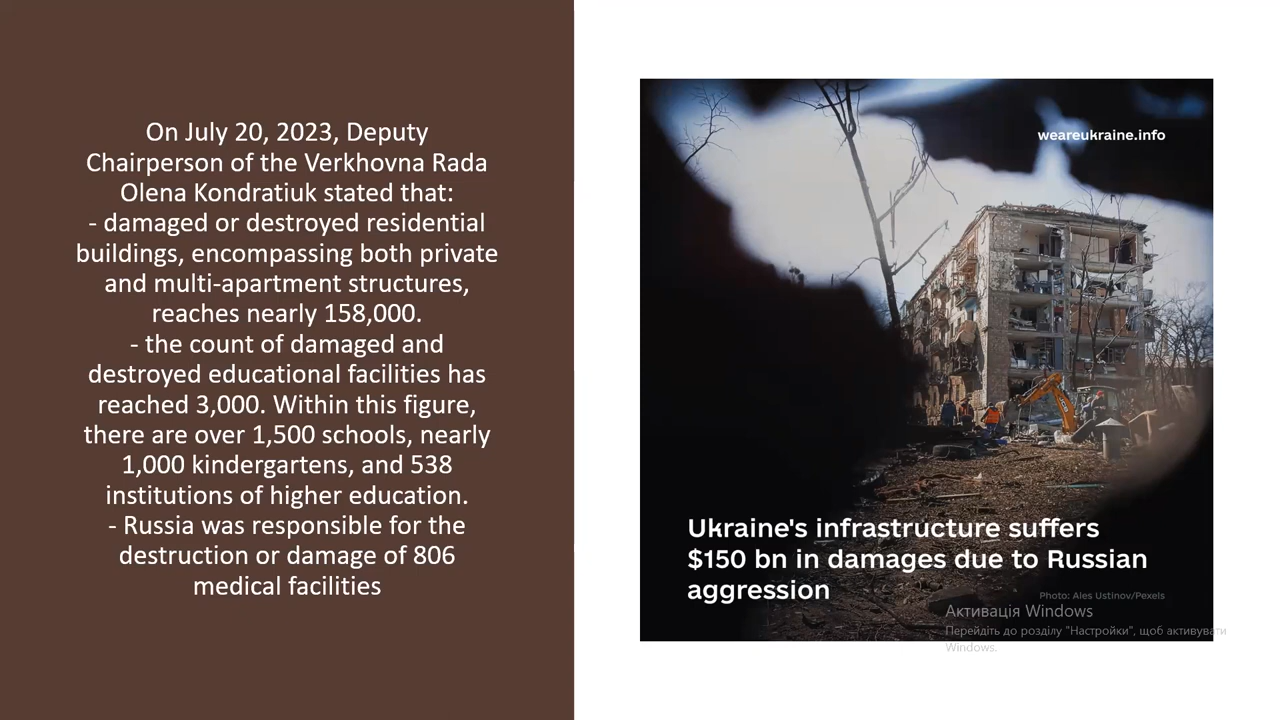 On July 20, 2023, Deputy
Chairperson of the Verkhovna Rada
Olena Kondratiuk stated that:
- damaged or destroyed residential
buildings, encompassing both private
and multi-apartment structures,
reaches nearly 158,000.
- the count of damaged and
destroyed educational facilities has
reached 3,000. Within this figure,
there are over 1,500 schools, nearly
1,000 kindergartens, and 538
institutions of higher education.
- Russia was responsible for the
destruction or damage of 806
medical facilities
weareukraine.info
Ukraine's infrastructure suffers
$150 bn in damages due to Russian
aggression
Photo: Ales Ustinov/Pexels
Активація Windows
Перейдіть до розділу "Настройки", щоб активувати
Windows.